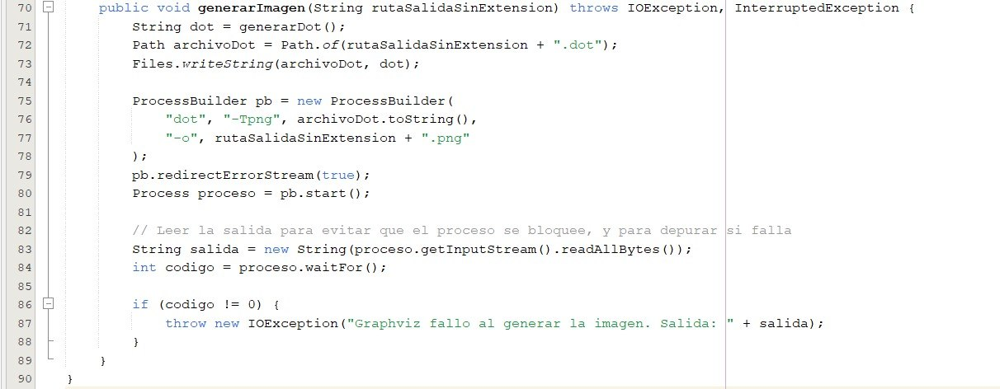 70 public void generarImagen(String rutaSalidaSinExtension) throws IOException, InterruptedException {
71 String dot = generarDot();
72 Path archivoDot = Path.of(rutaSalidaSinExtension + ".dot");
73 Files.writeString(archivoDot, dot);
74
75 ProcessBuilder pb = new ProcessBuilder(
76 "dot", "-Tpng", archivoDot.toString(),
77 "-o", rutaSalidaSinExtension + ".png"
78 );
79 pb.redirectErrorStream(true);
80 Process proceso = pb.start();
81
82 // Leer la salida para evitar que el proceso se bloquee, y para depurar si falla
83 String salida = new String(proceso.getInputStream().readAllBytes());
84 int codigo = proceso.waitFor();
85
86 if (codigo != 0) {
87 throw new IOException("Graphviz fallo al generar la imagen. Salida: " + salida);
88 }
89 }
90 }